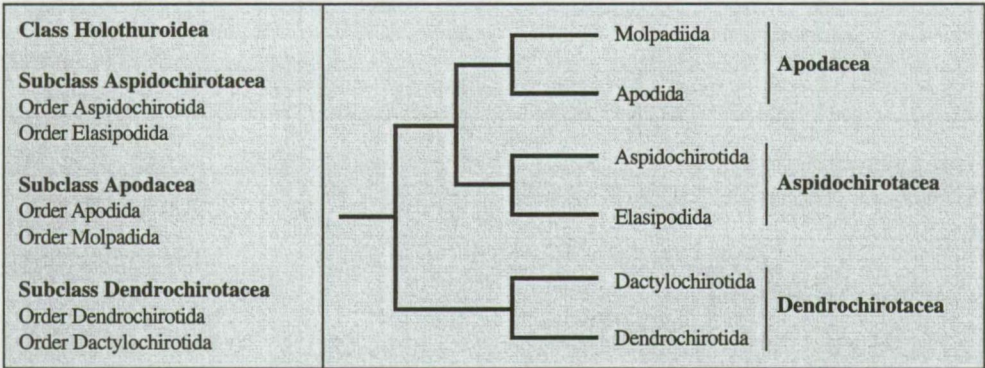 Class Holothuroidea
Subclass Aspidochirotacea
Order Aspidochirotida
Order Elasipodida
Subclass Apodacea
Order Apodida
Order Molpadida
Subclass Dendrochirotacea
Order Dendrochirotida
Order Dactylochirotida
Molpadiida
Apodida
Apodacea
Aspidochirotida
Elasipodida
Aspidochirotacea
Dactylochirotida
Dendrochirotida
Dendrochirotacea